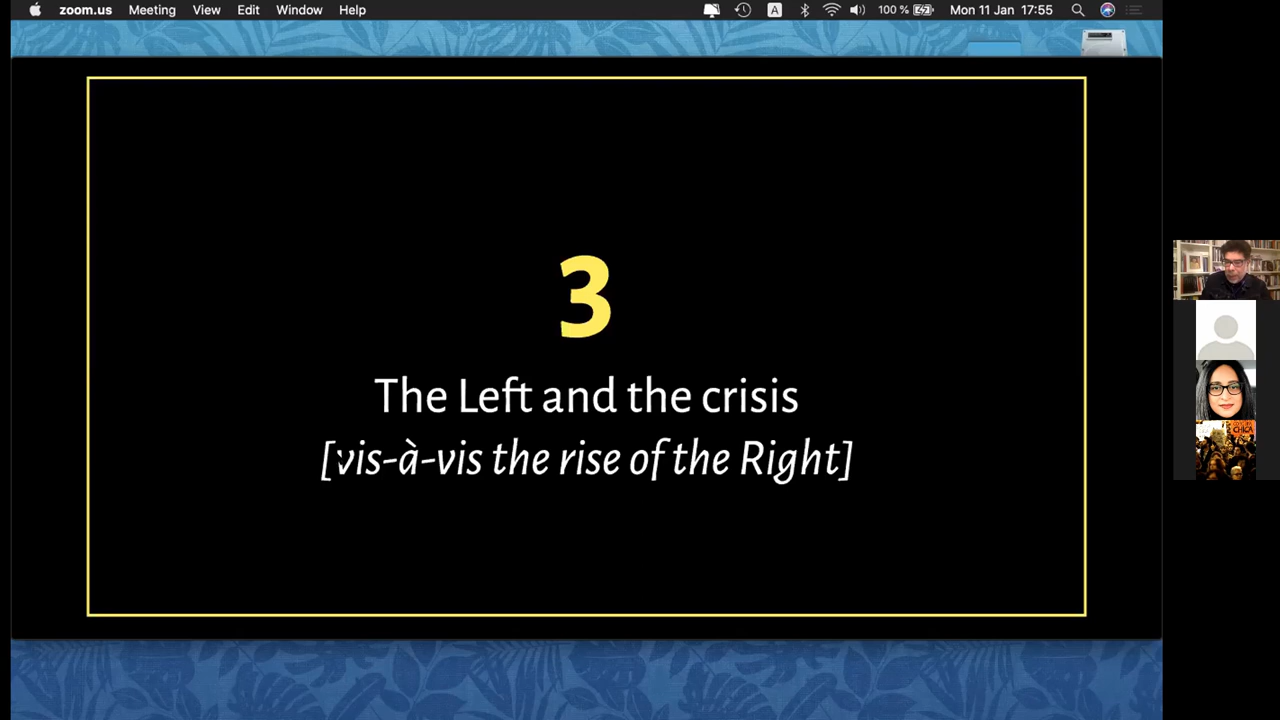 zoom.us Meeting View Edit Window Help A 100 % Mon 11 Jan 17:55
3
The Left and the crisis
[vis-à-vis the rise of the Right]
CHICA